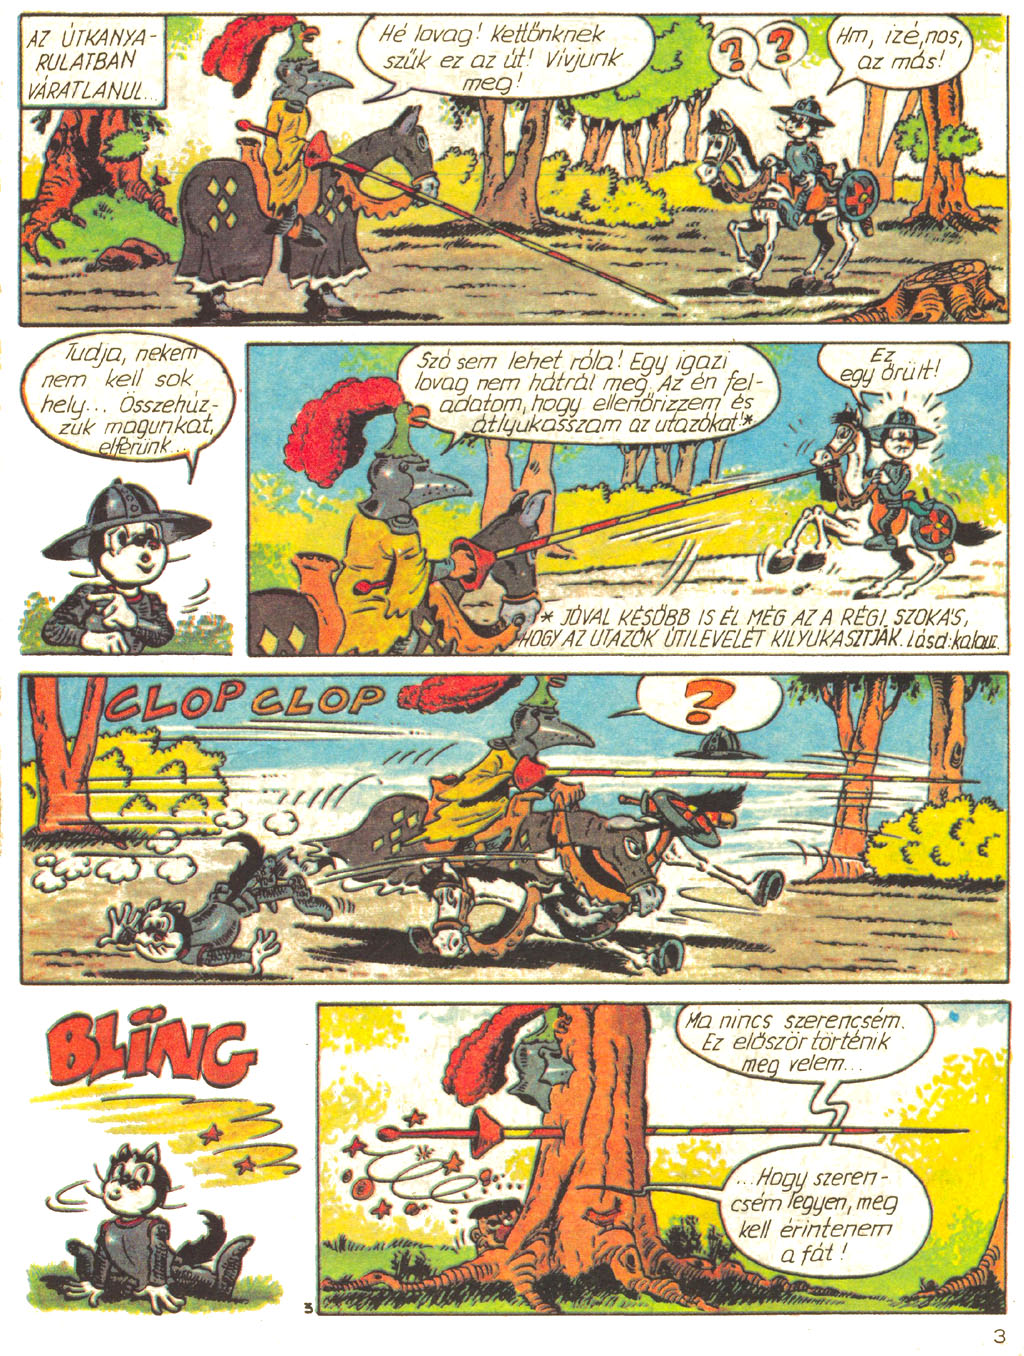 AZ ÚTKANYA-
RULATBAN
VÁRATLANUL...
Hé lovag! Kettőnknek
szűk ez az út! Vívjunk
meg!
? ?
Hm, izé, nos,
az más!
Tudja, nekem
nem kell sok
hely... Összehúz-
zuk magunkat,
elférünk...
Szó sem lehet róla! Egy igazi
lovag nem hátrál meg. Az én fel-
adatom, hogy ellenőrizzem és
átlyukasszam az utazókat!*
Ez
egy őrült!
* JÓVAL KÉSŐBB IS ÉL MÉG AZ A RÉGI SZOKÁS,
HOGY AZ UTAZÓK ÚTILEVELÉT KILYUKASZTJÁK. Lásd: kalauz.
CLOP CLOP
?
BLING
Ma nincs szerencsém.
Ez először történik
meg velem...
...Hogy szeren-
csém legyen, meg
kell érintenem
a fát!
3
3